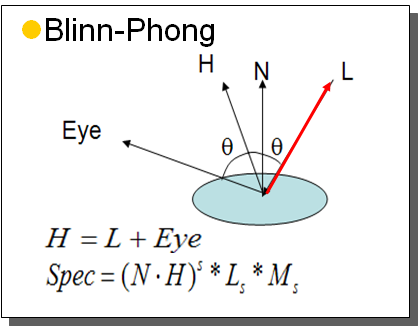 Blinn-Phong
H N L
Eye θ θ
H = L + Eye
Spec = (N · H)^s * L_s * M_s